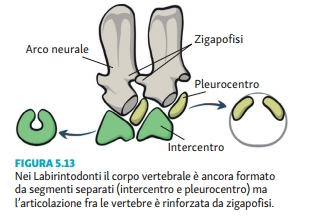 Zigapofisi
Arco neurale
Pleurocentro
Intercentro
FIGURA 5.13
Nei Labirintodonti il corpo vertebrale è ancora formato
da segmenti separati (intercentro e pleurocentro) ma
l'articolazione fra le vertebre è rinforzata da zigapofisi.